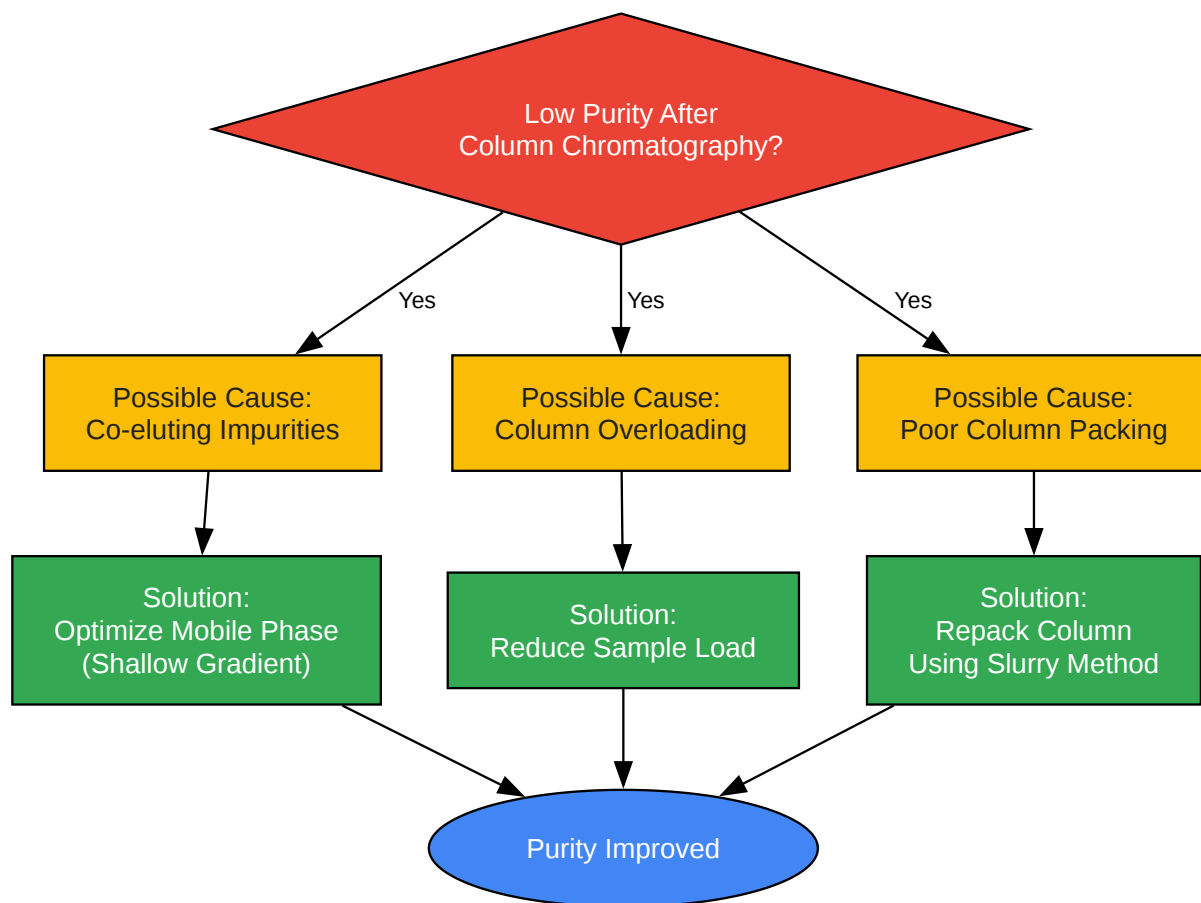 Low Purity After
Column Chromatography?
Yes
Yes
Yes
Possible Cause:
Co-eluting Impurities
Possible Cause:
Column Overloading
Possible Cause:
Poor Column Packing
Solution:
Optimize Mobile Phase
(Shallow Gradient)
Solution:
Reduce Sample Load
Solution:
Repack Column
Using Slurry Method
Purity Improved